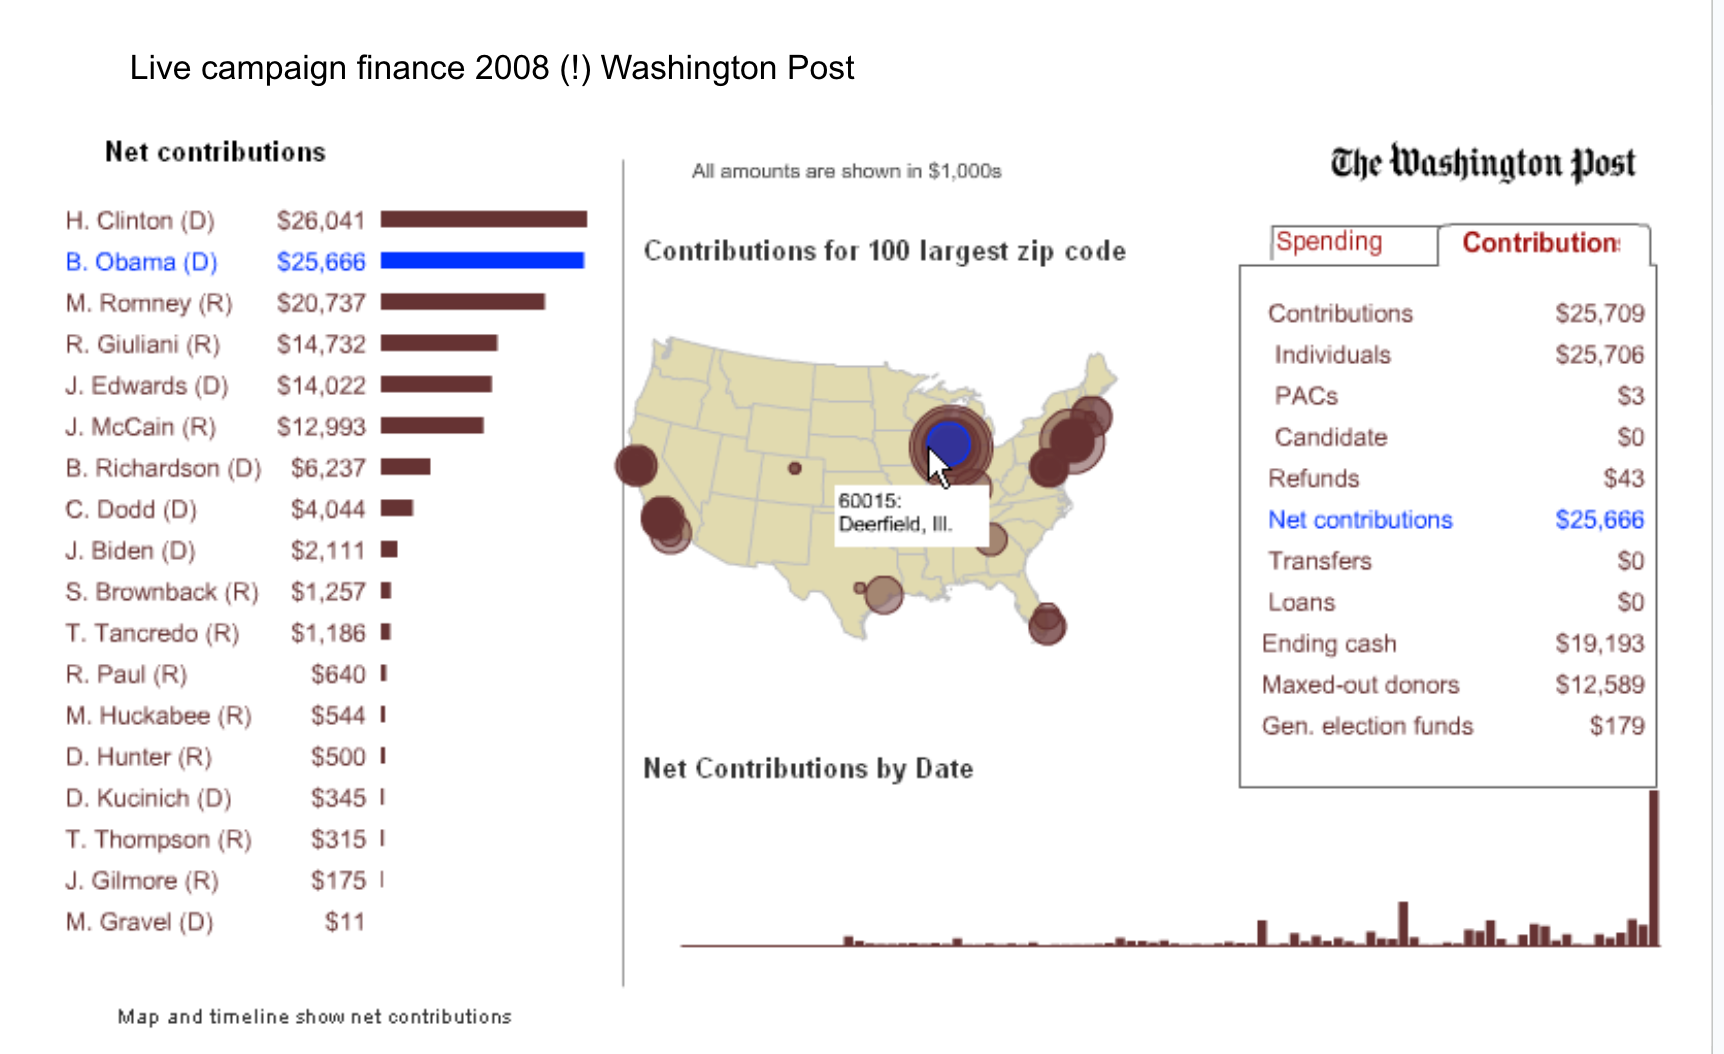 Live campaign finance 2008 (!) Washington Post
Net contributions
H. Clinton (D) $26,041
B. Obama (D) $25,666
M. Romney (R) $20,737
R. Giuliani (R) $14,732
J. Edwards (D) $14,022
J. McCain (R) $12,993
B. Richardson (D) $6,237
C. Dodd (D) $4,044
J. Biden (D) $2,111
S. Brownback (R) $1,257
T. Tancredo (R) $1,186
R. Paul (R) $640
M. Huckabee (R) $544
D. Hunter (R) $500
D. Kucinich (D) $345
T. Thompson (R) $315
J. Gilmore (R) $175
M. Gravel (D) $11
Map and timeline show net contributions
All amounts are shown in $1,000s
Contributions for 100 largest zip code
60015:
Deerfield, Ill.
Net Contributions by Date
The Washington Post
Spending
Contribution
Contributions $25,709
Individuals $25,706
PACs $3
Candidate $0
Refunds $43
Net contributions $25,666
Transfers $0
Loans $0
Ending cash $19,193
Maxed-out donors $12,589
Gen. election funds $179